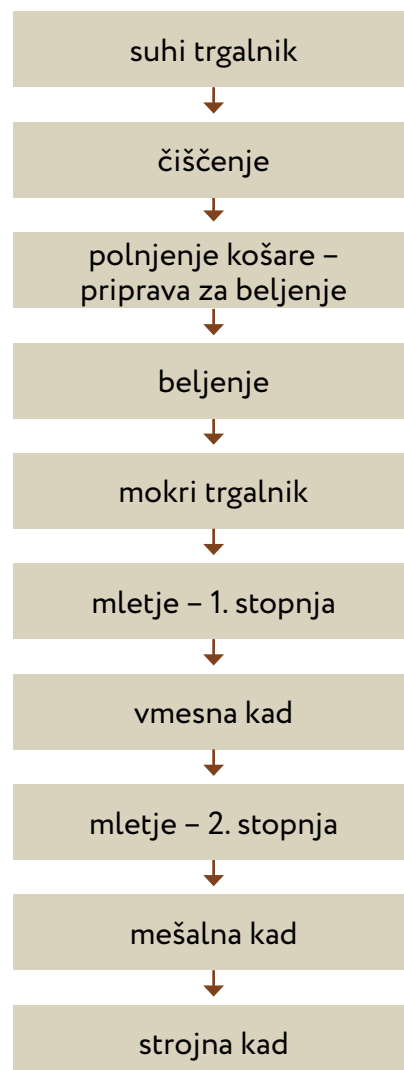 suhi trgalnik
čiščenje
polnjenje košare –
priprava za beljenje
beljenje
mokri trgalnik
mletje – 1. stopnja
vmesna kad
mletje – 2. stopnja
mešalna kad
strojna kad